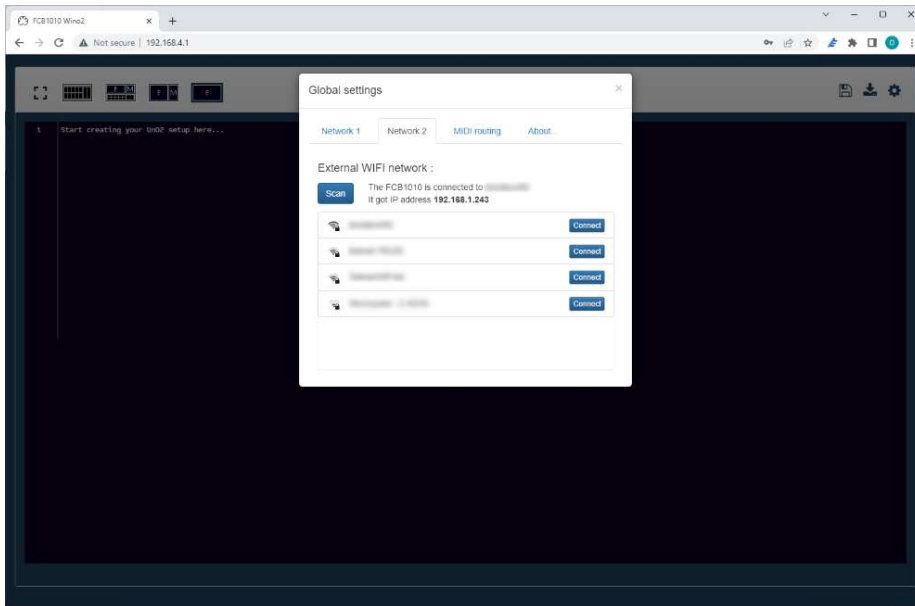 FCB1010 Wino2
Not secure | 192.168.4.1
F M
F M
F
Global settings
Network 1 Network 2 MIDI routing About...
External WIFI network :
Scan
The FCB1010 is connected to
It got IP address 192.168.1.243
Connect
Connect
Connect
Connect
1 Start creating your UnO2 setup here...